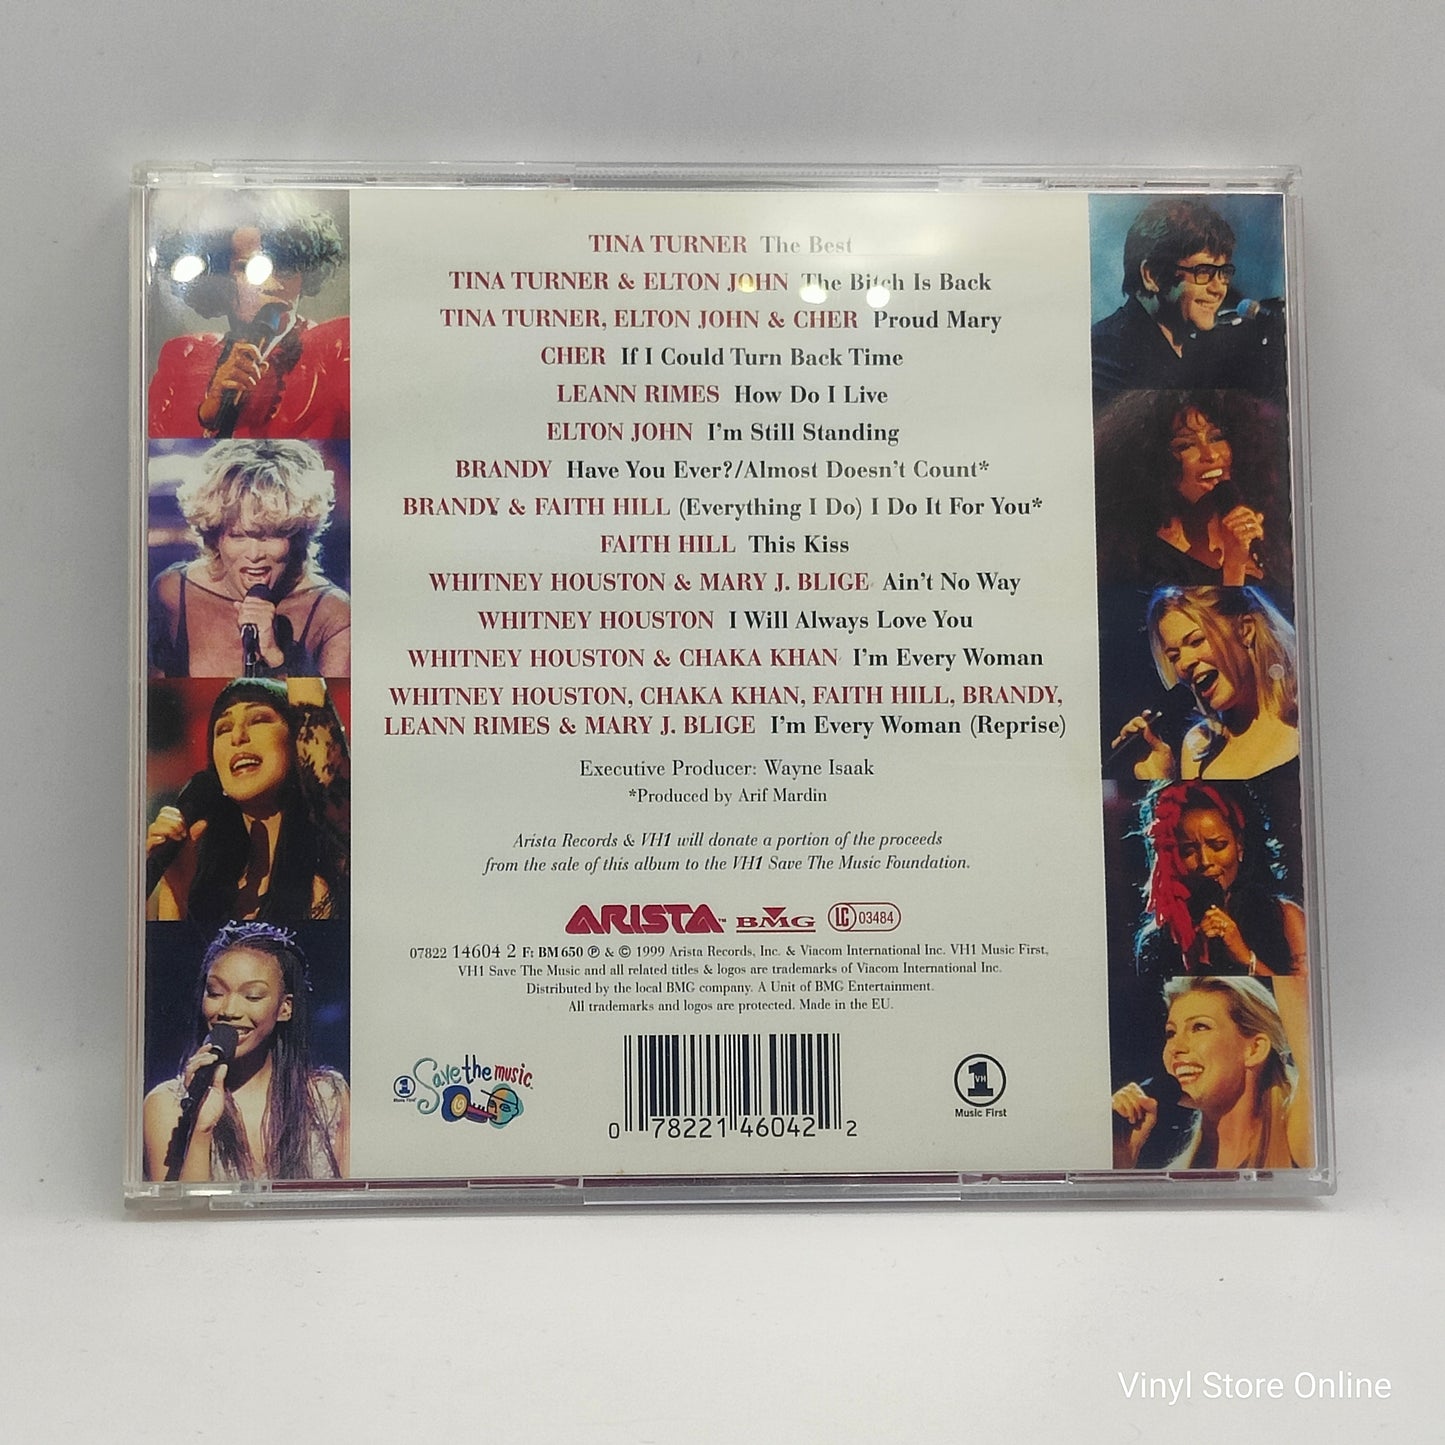 TINA TURNER The Best
TINA TURNER & ELTON JOHN The Bitch Is Back
TINA TURNER, ELTON JOHN & CHER Proud Mary
CHER If I Could Turn Back Time
LEANN RIMES How Do I Live
ELTON JOHN I'm Still Standing
BRANDY Have You Ever?/Almost Doesn't Count*
BRANDY & FAITH HILL (Everything I Do) I Do It For You*
FAITH HILL This Kiss
WHITNEY HOUSTON & MARY J. BLIGE Ain't No Way
WHITNEY HOUSTON I Will Always Love You
WHITNEY HOUSTON & CHAKA KHAN I'm Every Woman
WHITNEY HOUSTON, CHAKA KHAN, FAITH HILL, BRANDY,
LEANN RIMES & MARY J. BLIGE I'm Every Woman (Reprise)
Executive Producer: Wayne Isaak
*Produced by Arif Mardin
Arista Records & VH1 will donate a portion of the proceeds
from the sale of this album to the VH1 Save The Music Foundation.
ARISTA™ BMG LC 03484
07822 14604 2 F: BM 650 ℗ & © 1999 Arista Records, Inc. & Viacom International Inc. VH1 Music First,
VH1 Save The Music and all related titles & logos are trademarks of Viacom International Inc.
Distributed by the local BMG company. A Unit of BMG Entertainment.
All trademarks and logos are protected. Made in the EU.
1 Music First Save the music
0 78221 46042 2
1 VH
Music First
Vinyl Store Online